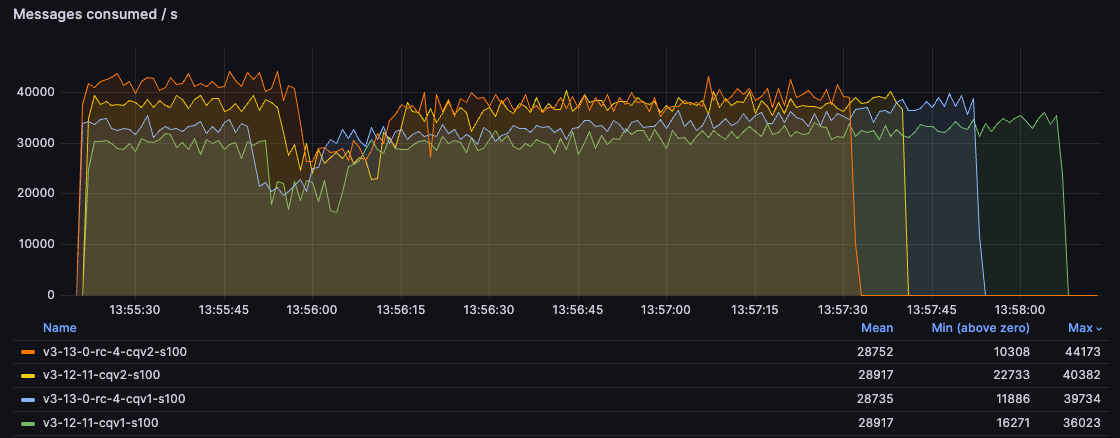 Messages consumed / s
40000
30000
20000
10000
0
13:55:30 13:55:45 13:56:00 13:56:15 13:56:30 13:56:45 13:57:00 13:57:15 13:57:30 13:57:45 13:58:00
Name Mean Min (above zero) Max
v3-13-0-rc-4-cqv2-s100 28752 10308 44173
v3-12-11-cqv2-s100 28917 22733 40382
v3-13-0-rc-4-cqv1-s100 28735 11886 39734
v3-12-11-cqv1-s100 28917 16271 36023